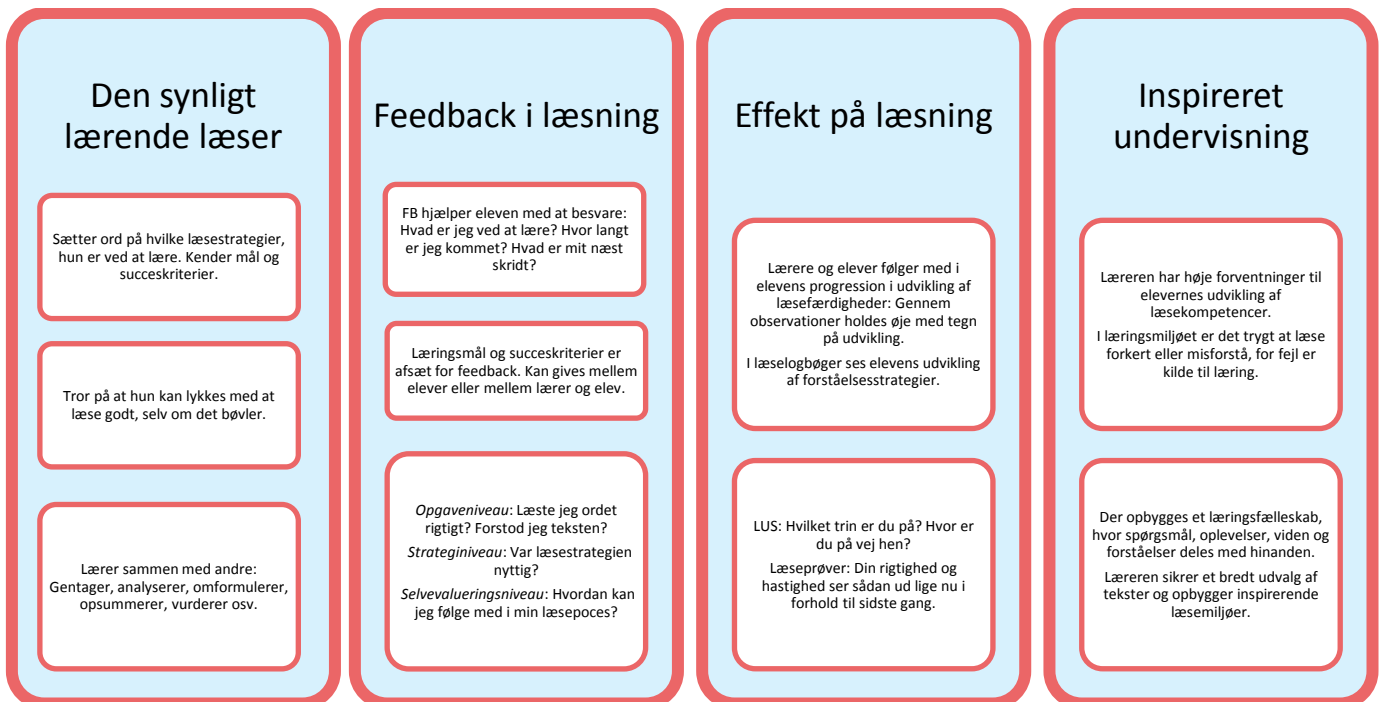 Den synligt
lærende læser
Sætter ord på hvilke læsestrategier,
hun er ved at lære. Kender mål og
succeskriterier.
Tror på at hun kan lykkes med at
læse godt, selv om det bøvler.
Lærer sammen med andre:
Gentager, analyserer, omformulerer,
opsummerer, vurderer osv.
Feedback i læsning
FB hjælper eleven med at besvare:
Hvad er jeg ved at lære? Hvor langt
er jeg kommet? Hvad er mit næst
skridt?
Læringsmål og succeskriterier er
afsæt for feedback. Kan gives mellem
elever eller mellem lærer og elev.
Opgaveniveau: Læste jeg ordet
rigtigt? Forstod jeg teksten?
Strateginiveau: Var læsestrategien
nyttig?
Selvevalueringsniveau: Hvordan kan
jeg følge med i min læsepoces?
Effekt på læsning
Lærere og elever følger med i
elevens progression i udvikling af
læsefærdigheder: Gennem
observationer holdes øje med tegn
på udvikling.
I læselogbøger ses elevens udvikling
af forståelsesstrategier.
LUS: Hvilket trin er du på? Hvor er
du på vej hen?
Læseprøver: Din rigtighed og
hastighed ser sådan ud lige nu i
forhold til sidste gang.
Inspireret
undervisning
Læreren har høje forventninger til
elevernes udvikling af
læsekompetencer.
I læringsmiljøet er det trygt at læse
forkert eller misforstå, for fejl er
kilde til læring.
Der opbygges et læringsfælleskab,
hvor spørgsmål, oplevelser, viden og
forståelser deles med hinanden.
Læreren sikrer et bredt udvalg af
tekster og opbygger inspirerende
læsemiljøer.